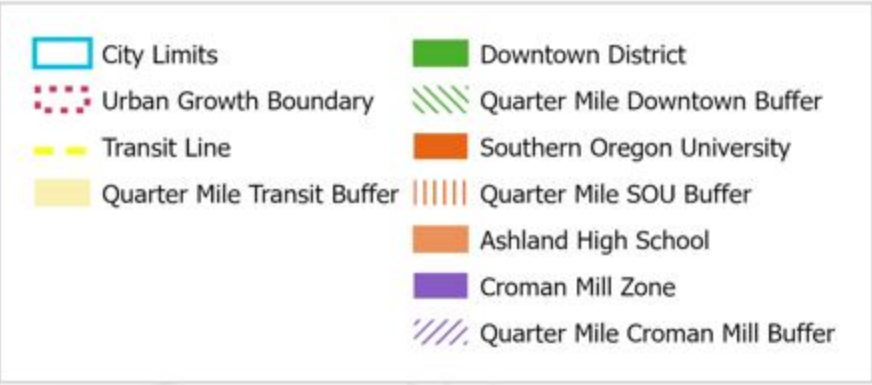 City Limits
Urban Growth Boundary
Transit Line
Quarter Mile Transit Buffer
Downtown District
Quarter Mile Downtown Buffer
Southern Oregon University
Quarter Mile SOU Buffer
Ashland High School
Croman Mill Zone
Quarter Mile Croman Mill Buffer